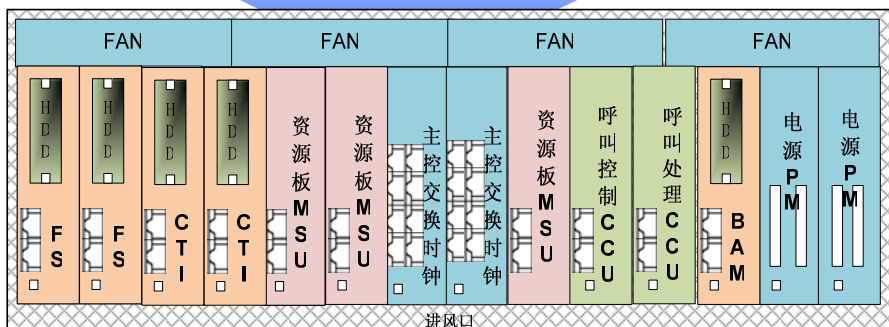 FAN FAN FAN FAN
HDD FS
HDD FS
HDD CTI
HDD CTI
资源板MSU
资源板MSU
主控交换时钟
主控交换时钟
资源板MSU
呼叫控制CCU
呼叫处理CCU
HDD BAM
电源PM
电源PM
进风口